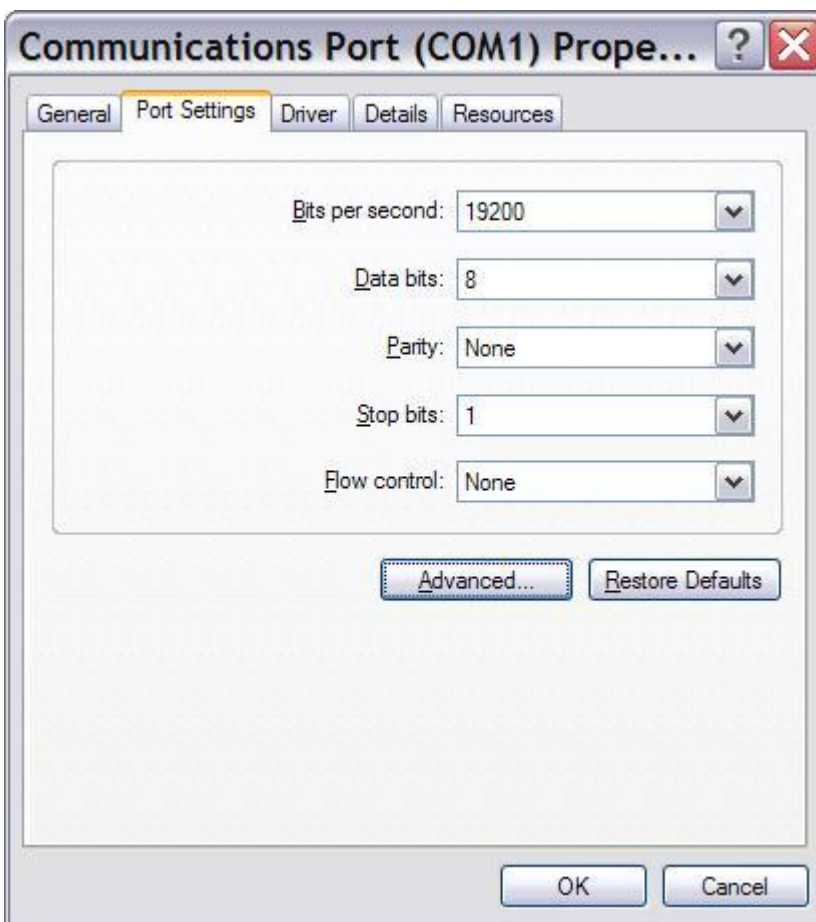 Communications Port (COM1) Prope...
General Port Settings Driver Details Resources
Bits per second: 19200
Data bits: 8
Parity: None
Stop bits: 1
Flow control: None
Advanced... Restore Defaults
OK Cancel